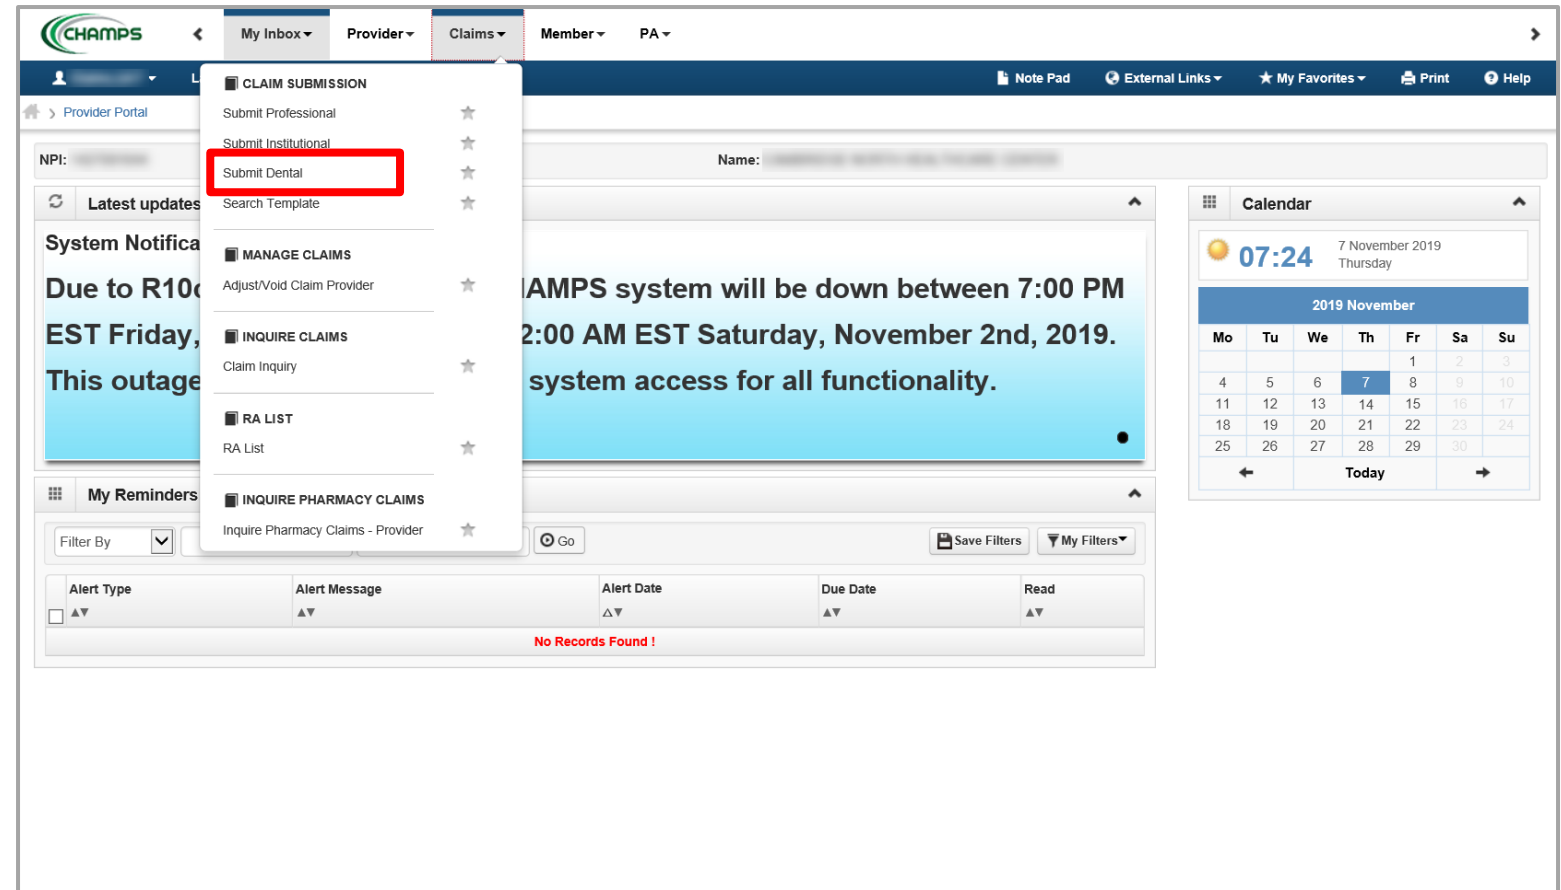 CHAMPS
My Inbox Provider Claims Member PA
L Note Pad External Links My Favorites Print Help
Provider Portal
CLAIM SUBMISSION
Submit Professional
Submit Institutional
Submit Dental
Search Template
MANAGE CLAIMS
Adjust/Void Claim Provider
INQUIRE CLAIMS
Claim Inquiry
RA LIST
RA List
INQUIRE PHARMACY CLAIMS
Inquire Pharmacy Claims - Provider
NPI: Name:
Latest updates
System Notifica
Due to R10 AMPS system will be down between 7:00 PM
EST Friday, 2:00 AM EST Saturday, November 2nd, 2019.
This outage system access for all functionality.
Calendar
07:24 7 November 2019
Thursday
2019 November
Mo Tu We Th Fr Sa Su
1 2 3
4 5 6 7 8 9 10
11 12 13 14 15 16 17
18 19 20 21 22 23 24
25 26 27 28 29 30
Today
My Reminders
Filter By Go Save Filters My Filters
Alert Type Alert Message Alert Date Due Date Read
No Records Found !